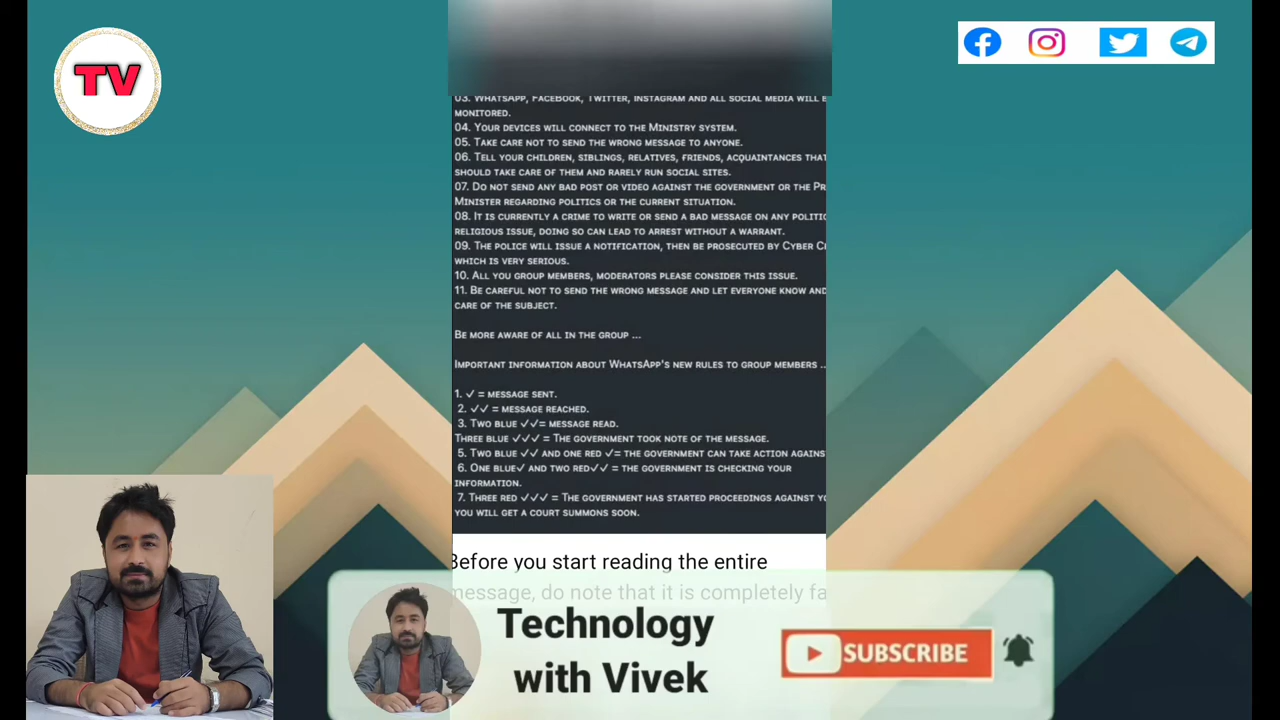 TV
03. WhatsApp, Facebook, Twitter, Instagram and all social media will
monitored.
04. Your devices will connect to the Ministry system.
05. Take care not to send the wrong message to anyone.
06. Tell your children, siblings, relatives, friends, acquaintances that
should take care of them and rarely run social sites.
07. Do not send any bad post or video against the government or the
Minister regarding politics or the current situation.
08. It is currently a crime to write or send a bad message on any
religious issue, doing so can lead to arrest without a warrant.
09. The police will issue a notification, then be prosecuted by Cyber
which is very serious.
10. All you group members, moderators please consider this issue.
11. Be careful not to send the wrong message and let everyone know and
care of the subject.
Be more aware of all in the group ...
Important information about WhatsApp's new rules to group members ..
1. ✓ = message sent.
2. ✓✓ = message reached.
3. Two blue ✓✓= message read.
Three blue ✓✓✓ = The government took note of the message.
5. Two blue ✓✓ and one red ✓= the government can take action
6. One blue✓ and two red✓✓ = the government is checking your
information.
7. Three red ✓✓✓ = The government has started proceedings against
you will get a court summons soon.
Before you start reading the entire
message, do note that it is completely
Technology
with Vivek
SUBSCRIBE